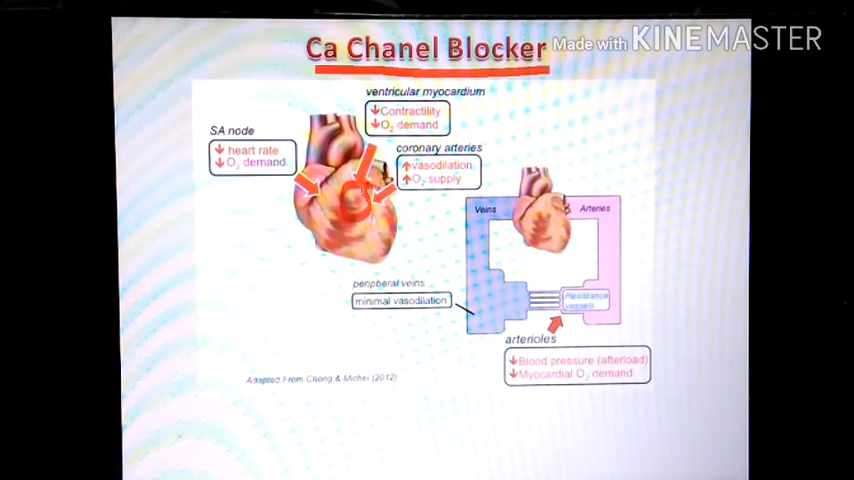 Ca Chanel Blocker
Made with KINEMASTER
ventricular myocardium
↓Contractility
↓O₂ demand
SA node
↓ heart rate
↓O₂ demand
coronary arteries
↑vasodilation
↑O₂ supply
Veins
Arteries
peripheral veins
minimal vasodilation
Resistance
vessels
arterioles
↓Blood pressure (afterload)
↓Myocardial O₂ demand
Adapted From Chong & Michel (2012)